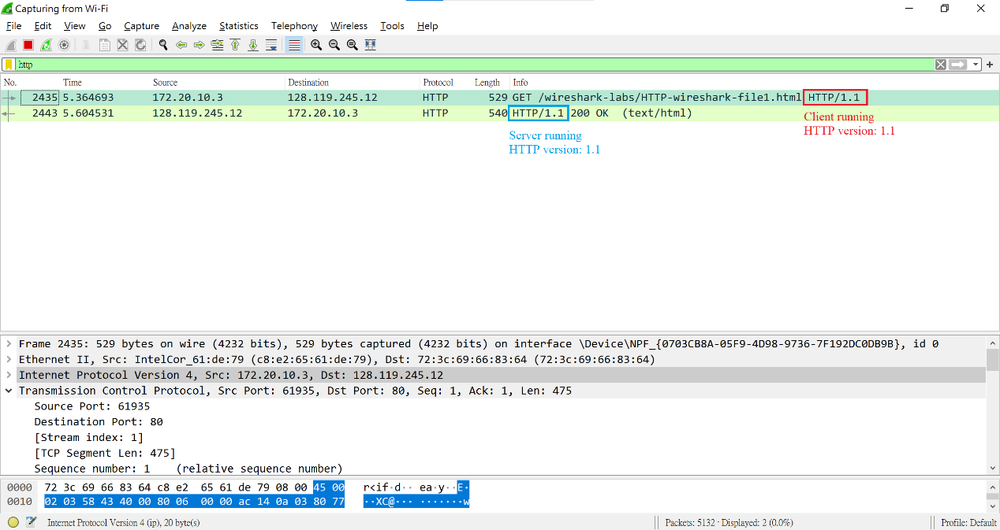 Capturing from Wi-Fi
File Edit View Go Capture Analyze Statistics Telephony Wireless Tools Help
http
No. Time Source Destination Protocol Length Info
2435 5.364693 172.20.10.3 128.119.245.12 HTTP 529 GET /wireshark-labs/HTTP-wireshark-file1.html HTTP/1.1
2443 5.604531 128.119.245.12 172.20.10.3 HTTP 540 HTTP/1.1 200 OK (text/html)
Client running
HTTP version: 1.1
Server running
HTTP version: 1.1
Frame 2435: 529 bytes on wire (4232 bits), 529 bytes captured (4232 bits) on interface \Device\NPF_{0703CB8A-05F9-4D98-9736-7F192DC0DB9B}, id 0
Ethernet II, Src: IntelCor_61:de:79 (c8:e2:65:61:de:79), Dst: 72:3c:69:66:83:64 (72:3c:69:66:83:64)
Internet Protocol Version 4, Src: 172.20.10.3, Dst: 128.119.245.12
Transmission Control Protocol, Src Port: 61935, Dst Port: 80, Seq: 1, Ack: 1, Len: 475
Source Port: 61935
Destination Port: 80
[Stream index: 1]
[TCP Segment Len: 475]
Sequence number: 1 (relative sequence number)
0000 72 3c 69 66 83 64 c8 e2 65 61 de 79 08 00 45 00 r<if·d·· ea·y··E·
0010 02 03 58 43 40 00 80 06 00 00 ac 14 0a 03 80 77 ··XC@··· ·······w
Internet Protocol Version 4 (ip), 20 byte(s) Packets: 5132 · Displayed: 2 (0.0%) Profile: Default